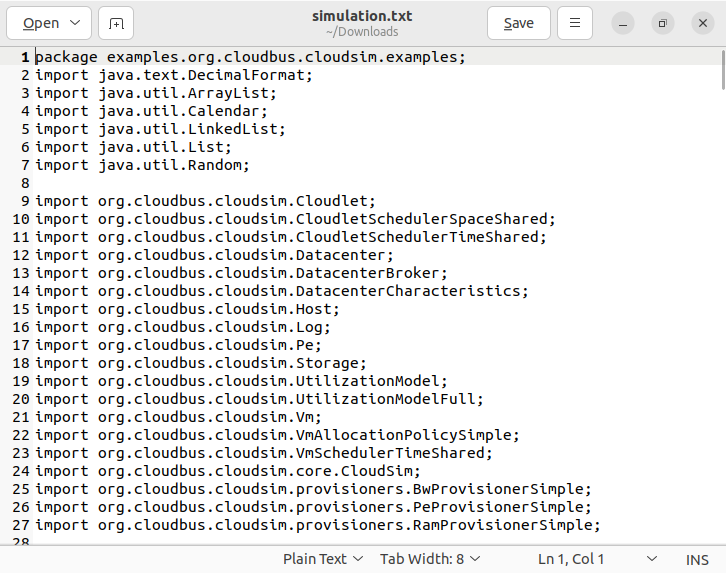 Open
simulation.txt
~/Downloads
Save
1 package examples.org.cloudbus.cloudsim.examples;
2 import java.text.DecimalFormat;
3 import java.util.ArrayList;
4 import java.util.Calendar;
5 import java.util.LinkedList;
6 import java.util.List;
7 import java.util.Random;
8
9 import org.cloudbus.cloudsim.Cloudlet;
10 import org.cloudbus.cloudsim.CloudletSchedulerSpaceShared;
11 import org.cloudbus.cloudsim.CloudletSchedulerTimeShared;
12 import org.cloudbus.cloudsim.Datacenter;
13 import org.cloudbus.cloudsim.DatacenterBroker;
14 import org.cloudbus.cloudsim.DatacenterCharacteristics;
15 import org.cloudbus.cloudsim.Host;
16 import org.cloudbus.cloudsim.Log;
17 import org.cloudbus.cloudsim.Pe;
18 import org.cloudbus.cloudsim.Storage;
19 import org.cloudbus.cloudsim.UtilizationModel;
20 import org.cloudbus.cloudsim.UtilizationModelFull;
21 import org.cloudbus.cloudsim.Vm;
22 import org.cloudbus.cloudsim.VmAllocationPolicySimple;
23 import org.cloudbus.cloudsim.VmSchedulerTimeShared;
24 import org.cloudbus.cloudsim.core.CloudSim;
25 import org.cloudbus.cloudsim.provisioners.BwProvisionerSimple;
26 import org.cloudbus.cloudsim.provisioners.PeProvisionerSimple;
27 import org.cloudbus.cloudsim.provisioners.RamProvisionerSimple;
28
Plain Text Tab Width: 8 Ln 1, Col 1 INS